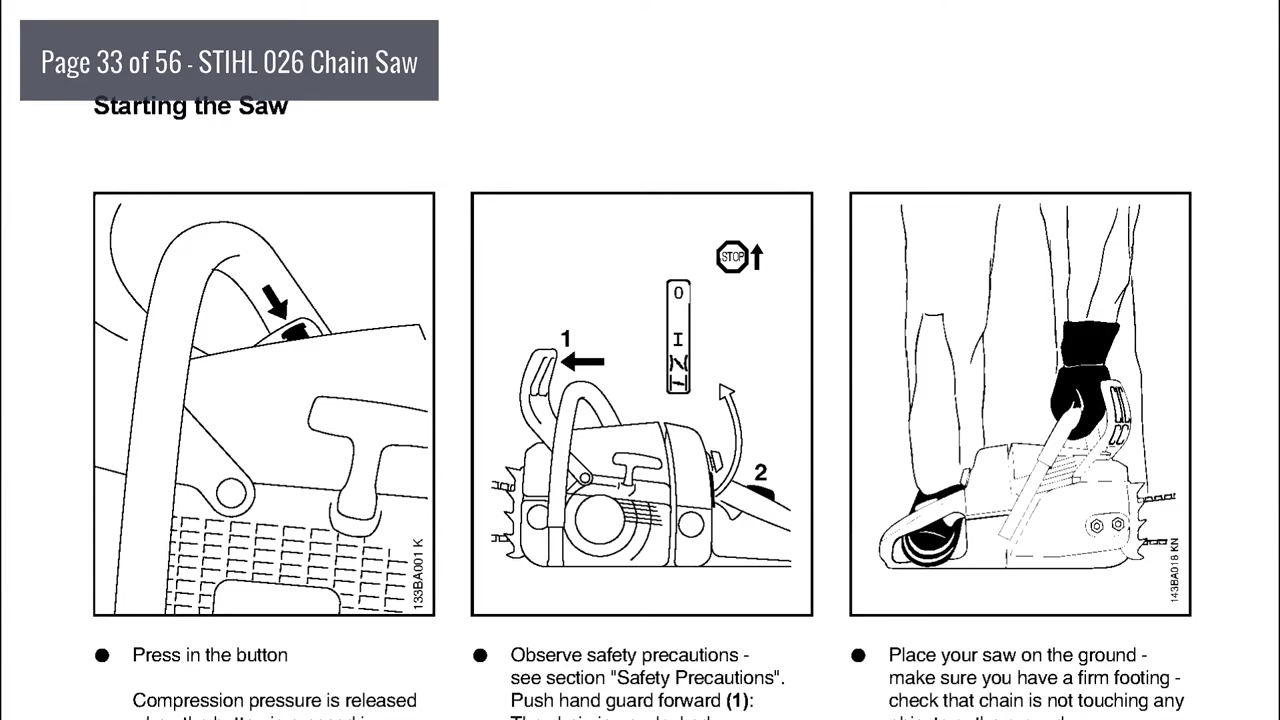 Page 33 of 56 - STIHL 026 Chain Saw
Starting the Saw
STOP
0
I
1
2
133BA001 K
143BA018 KN
Press in the button
Compression pressure is released
Observe safety precautions -
see section "Safety Precautions".
Push hand guard forward (1):
Place your saw on the ground -
make sure you have a firm footing -
check that chain is not touching any